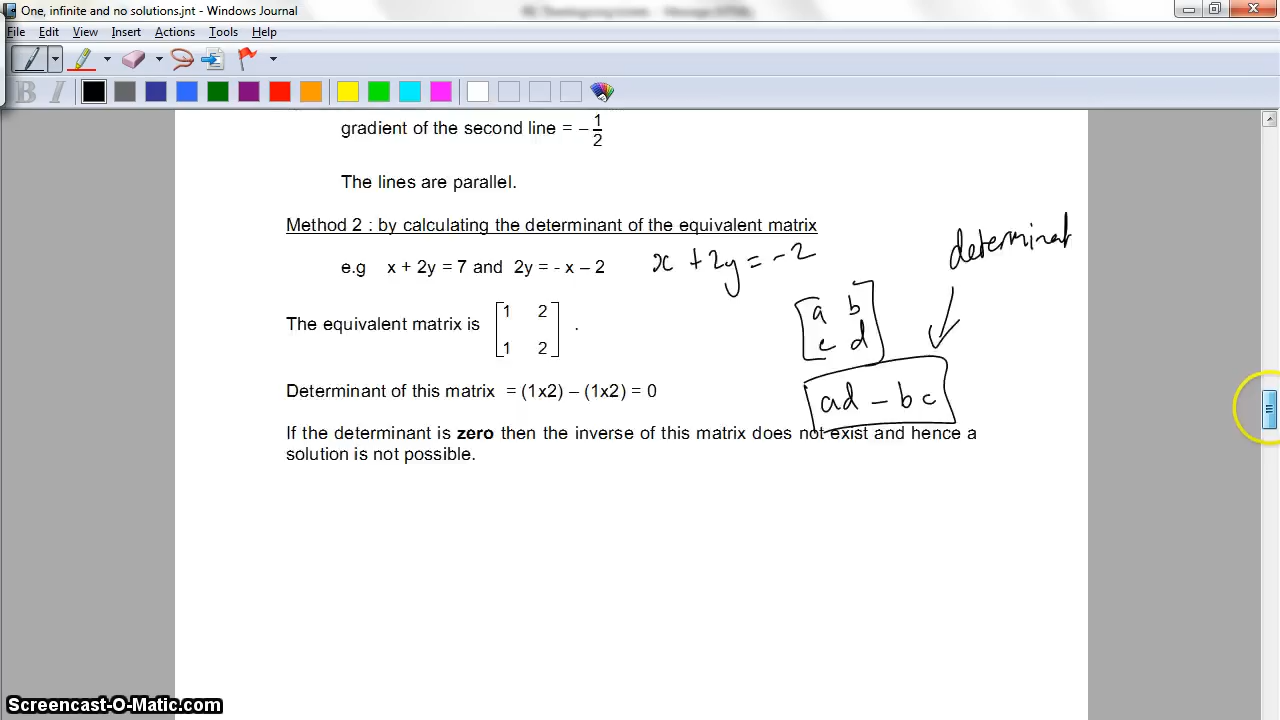 One, infinite and no solutions.jnt - Windows Journal
File Edit View Insert Actions Tools Help
B I
gradient of the second line = – 1/2
The lines are parallel.
Method 2 : by calculating the determinant of the equivalent matrix
e.g x + 2y = 7 and 2y = - x – 2
x + 2y = -2
determinant
The equivalent matrix is [1 2
1 2] .
[a b
c d]
Determinant of this matrix = (1x2) – (1x2) = 0
ad - bc
If the determinant is zero then the inverse of this matrix does not exist and hence a
solution is not possible.
Screencast-O-Matic.com